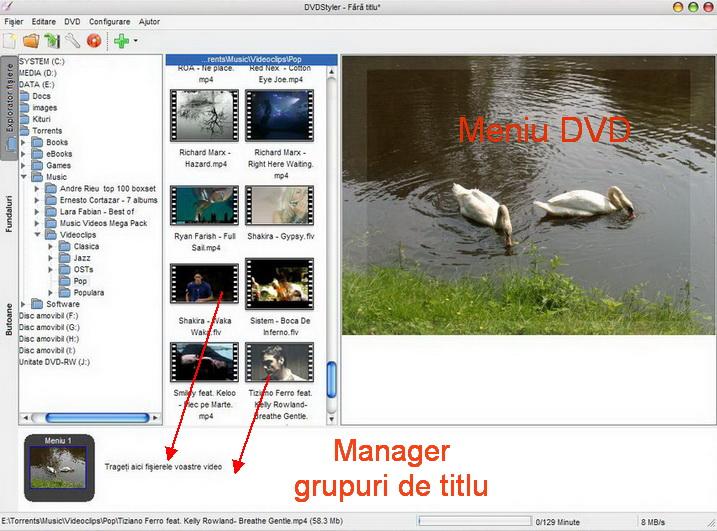 DVDStyler - Fără titlu*
Fişier Editare DVD Configurare Ajutor
Explorator fişiere
Fundaluri
Butoane
SYSTEM (C:)
MEDIA (D:)
DATA (E:)
Docs
images
Kituri
Torrents
Books
eBooks
Games
Music
Andre Rieu top 100 boxset
Ernesto Cortazar - 7 albums
Lara Fabian - Best of
Music Videos Mega Pack
Videoclips
Clasica
Jazz
OSTs
Pop
Populara
Software
Disc amovibil (F:)
Disc amovibil (G:)
Disc amovibil (H:)
Disc amovibil (I:)
Unitate DVD-RW (J:)
...rents\Music\Videoclips\Pop
ROA - Ne place.
mp4
Red Nex - Cotton
Eye Joe.mp4
Richard Marx -
Hazard.mp4
Richard Marx -
Right Here Waiting.
mp4
Ryan Farish - Full
Sail.mp4
Shakira - Gypsy.flv
Shakira - Waka
Waka.flv
Sistem - Boca De
Inferno.flv
Smiley feat. Keloo
- Plec pe Marte.
mp4
Tiziano Ferro feat.
Kelly Rowland-
Breathe Gentle.
Meniu DVD
Meniu 1
Trageţi aici fişierele voastre video
Manager
grupuri de titlu
E:\Torrents\Music\Videoclips\Pop\Tiziano Ferro feat. Kelly Rowland- Breathe Gentle.mp4 (58.3 Mb)
0/129 Minute
8 MB/s